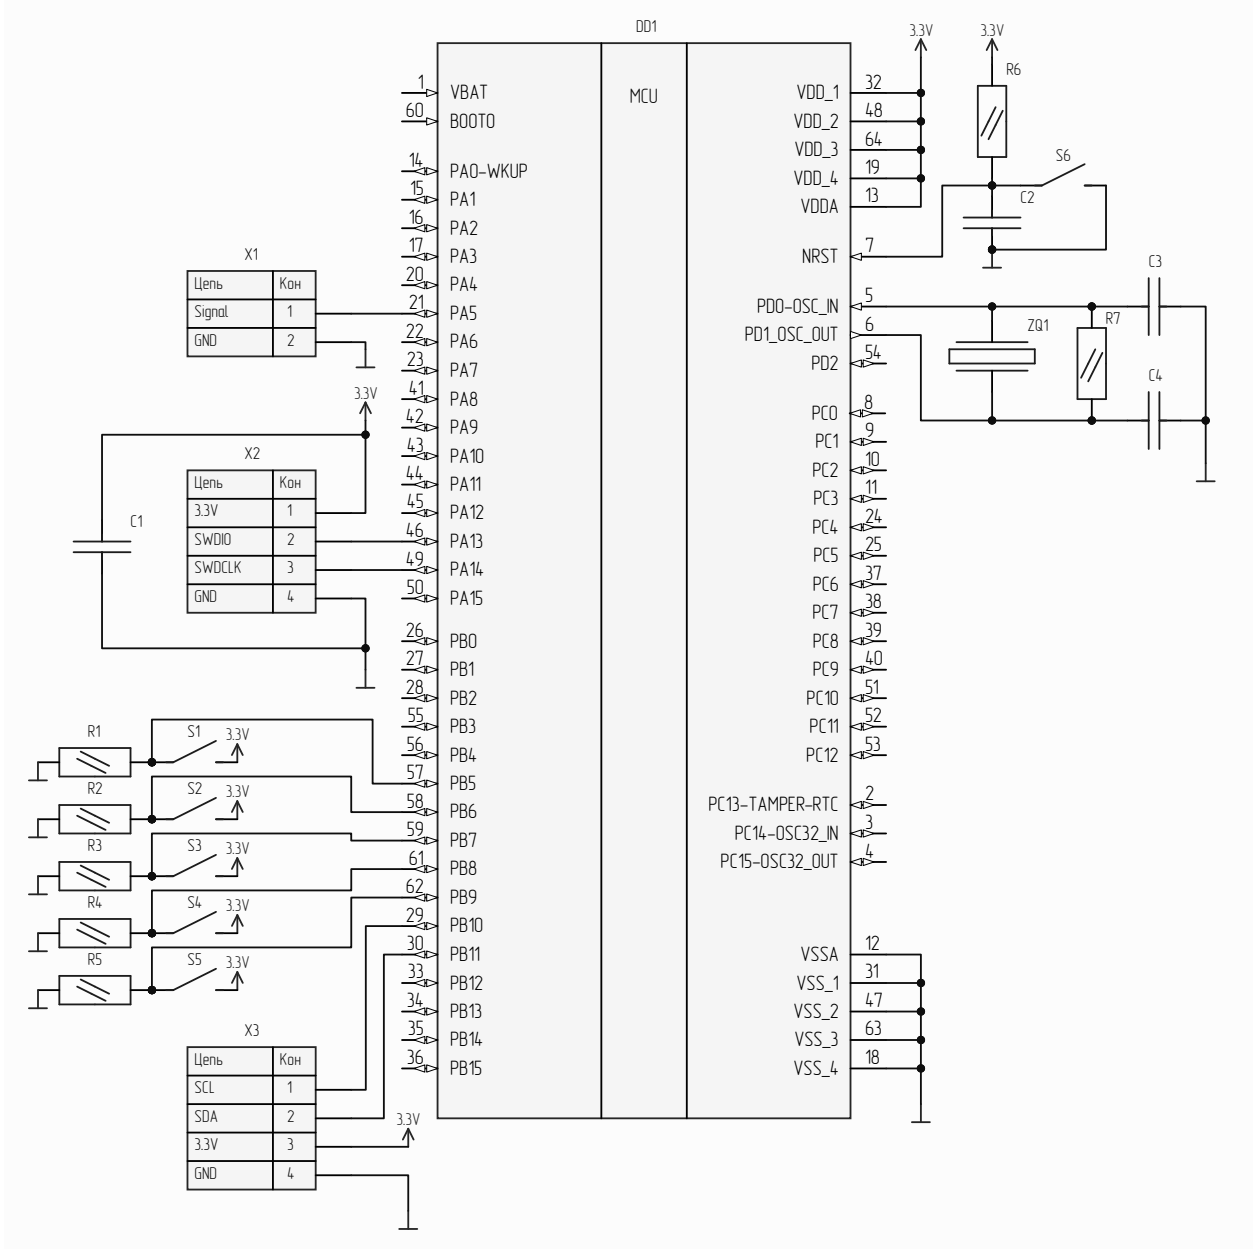 DD1
MCU
1 VBAT
60 BOOT0
14 PA0-WKUP
15 PA1
16 PA2
17 PA3
20 PA4
21 PA5
22 PA6
23 PA7
41 PA8
42 PA9
43 PA10
44 PA11
45 PA12
46 PA13
49 PA14
50 PA15
26 PB0
27 PB1
28 PB2
55 PB3
56 PB4
57 PB5
58 PB6
59 PB7
61 PB8
62 PB9
29 PB10
30 PB11
33 PB12
34 PB13
35 PB14
36 PB15
VDD_1 32
VDD_2 48
VDD_3 64
VDD_4 19
VDDA 13
NRST 7
PD0-OSC_IN 5
PD1_OSC_OUT 6
PD2 54
PC0 8
PC1 9
PC2 10
PC3 11
PC4 24
PC5 25
PC6 37
PC7 38
PC8 39
PC9 40
PC10 51
PC11 52
PC12 53
PC13-TAMPER-RTC 2
PC14-OSC32_IN 3
PC15-OSC32_OUT 4
VSSA 12
VSS_1 31
VSS_2 47
VSS_3 63
VSS_4 18
X1
Цепь Кон
Signal 1
GND 2
3.3V
X2
Цепь Кон
3.3V 1
SWDIO 2
SWDCLK 3
GND 4
C1
R1 S1 3.3V
R2 S2 3.3V
R3 S3 3.3V
R4 S4 3.3V
R5 S5 3.3V
X3
Цепь Кон
SCL 1
SDA 2
3.3V 3
GND 4
3.3V
3.3V
3.3V
R6
S6
C2
C3
ZQ1
R7
C4